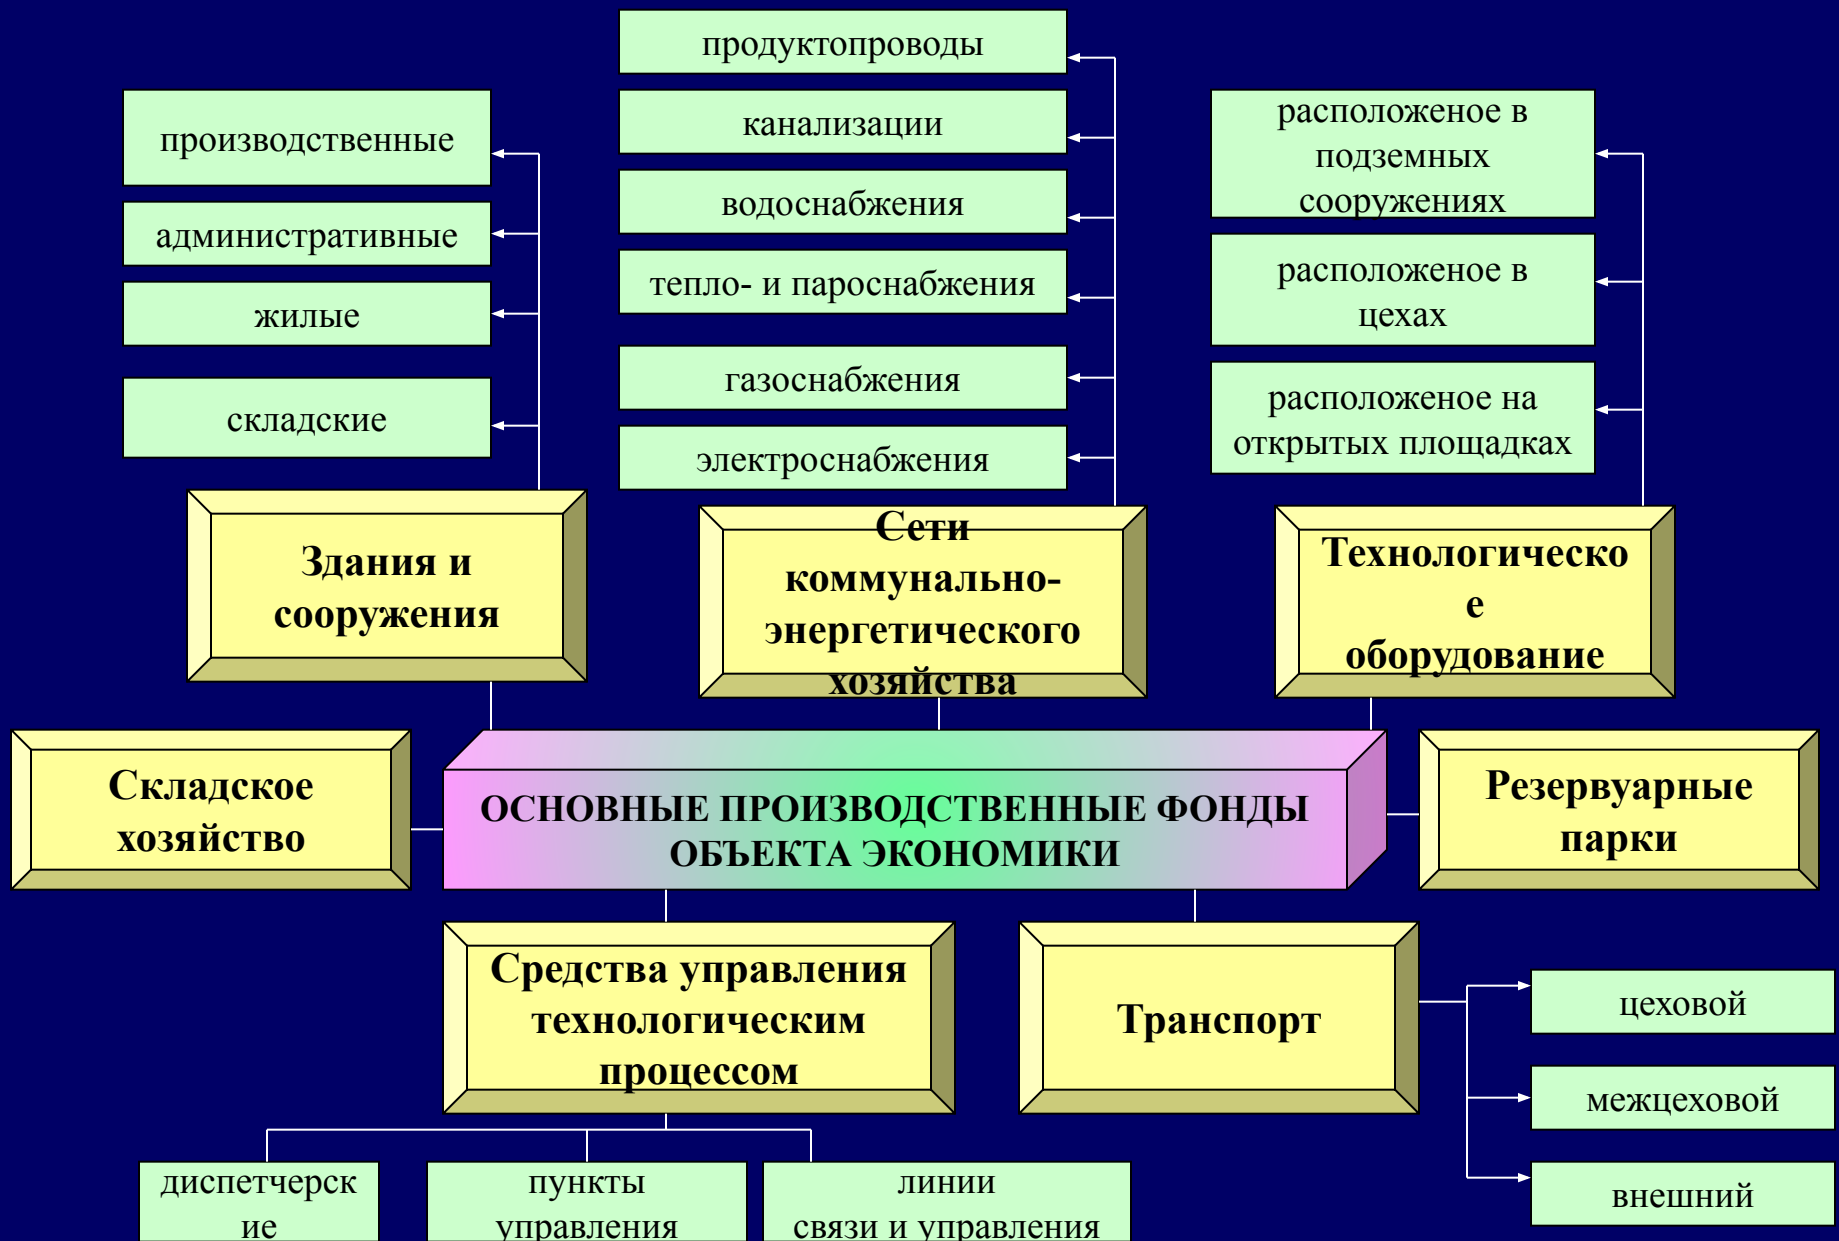 продуктопроводы
канализации
водоснабжения
тепло- и пароснабжения
газоснабжения
электроснабжения
производственные
административные
жилые
складские
расположеное в
подземных
сооружениях
расположеное в
цехах
расположеное на
открытых площадках
Здания и
сооружения
Сети
коммунально-
энергетического
хозяйства
Технологическо
е
оборудование
Складское
хозяйство
ОСНОВНЫЕ ПРОИЗВОДСТВЕННЫЕ ФОНДЫ
ОБЪЕКТА ЭКОНОМИКИ
Резервуарные
парки
Средства управления
технологическим
процессом
Транспорт
цеховой
межцеховой
внешний
диспетчерск
ие
пункты
управления
линии
связи и управления